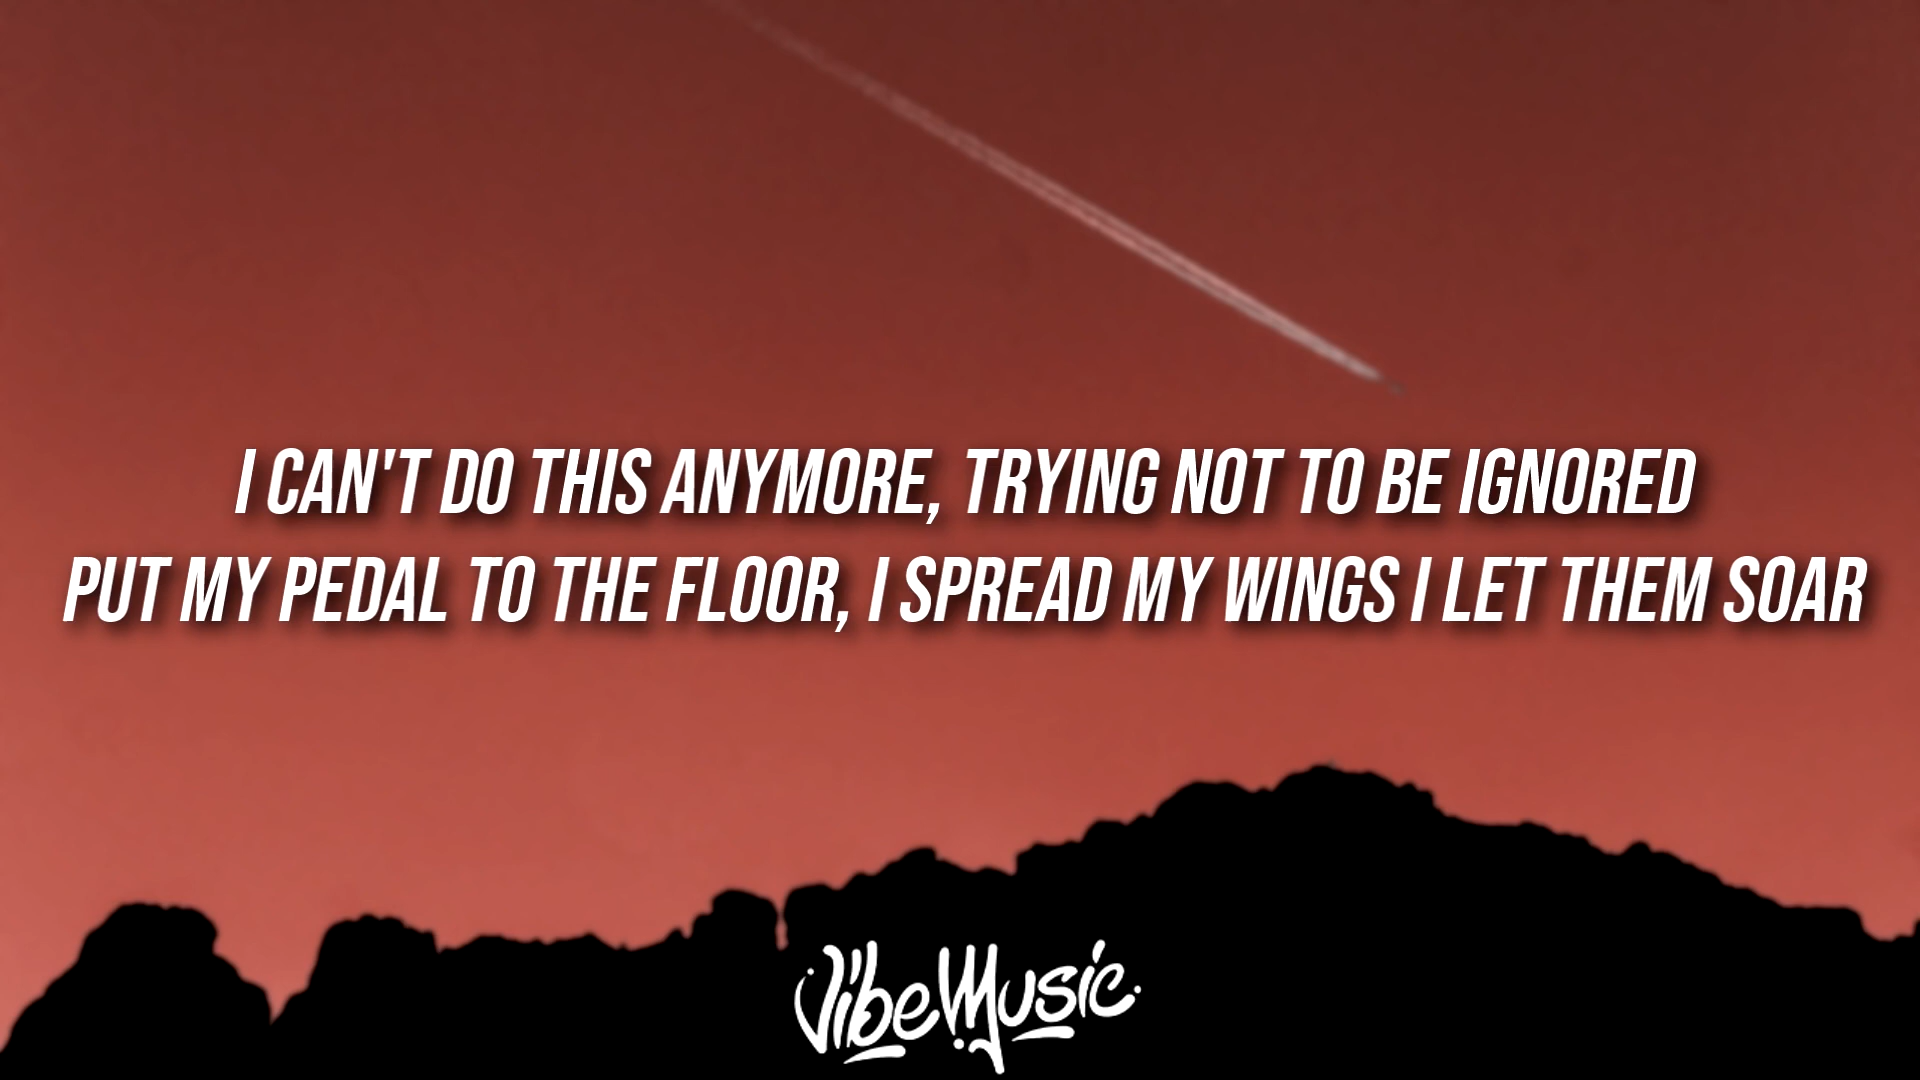 I CAN'T DO THIS ANYMORE, TRYING NOT TO BE IGNORED
PUT MY PEDAL TO THE FLOOR, I SPREAD MY WINGS I LET THEM SOAR
VibeMusic